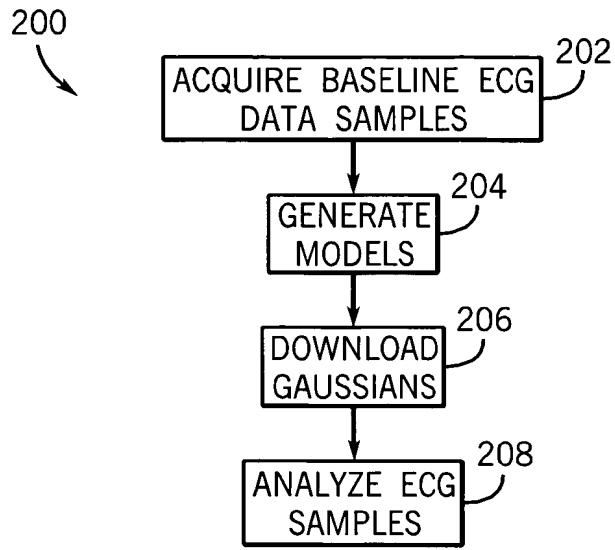 200
202
ACQUIRE BASELINE ECG
DATA SAMPLES
204
GENERATE
MODELS
206
DOWNLOAD
GAUSSIANS
208
ANALYZE ECG
SAMPLES